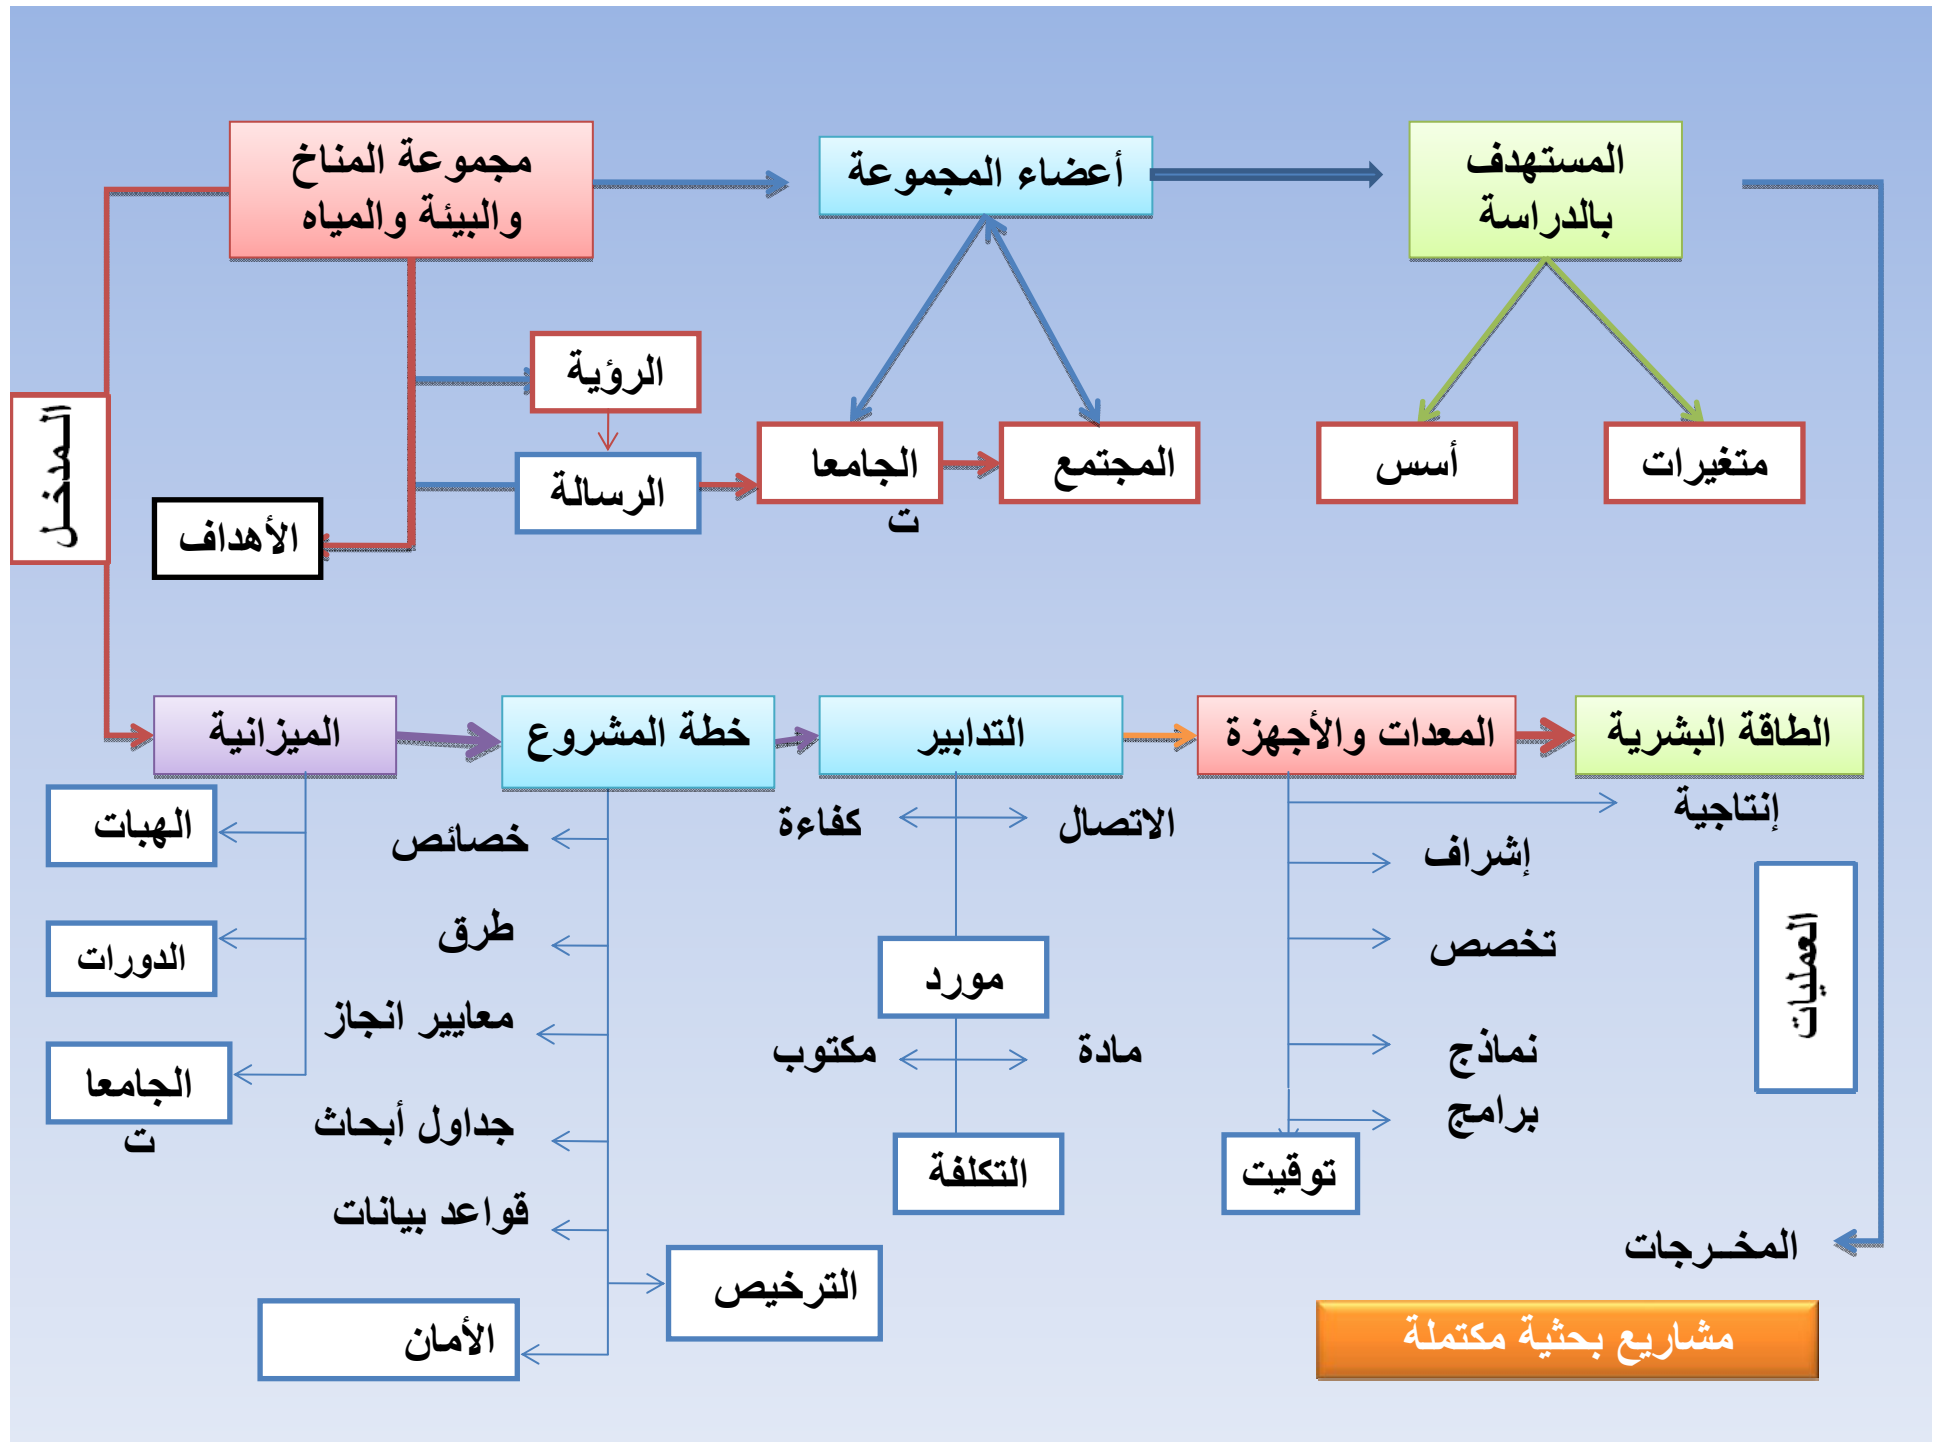 مجموعة المناخ
والبيئة والمياه
أعضاء المجموعة
المستهدف
بالدراسة
الرؤية
الرسالة
الأهداف
الجامعا
ت
المجتمع
أسس
متغيرات
المدخل
الميزانية
خطة المشروع
التدابير
المعدات والأجهزة
الطاقة البشرية
الهبات
الدورات
الجامعا
ت
خصائص
طرق
معايير انجاز
جداول أبحاث
قواعد بيانات
الترخيص
الأمان
كفاءة
الاتصال
مورد
مكتوب
مادة
التكلفة
إنتاجية
إشراف
تخصص
نماذج
برامج
توقيت
العمليات
المخـرجات
مشاريع بحثية مكتملة